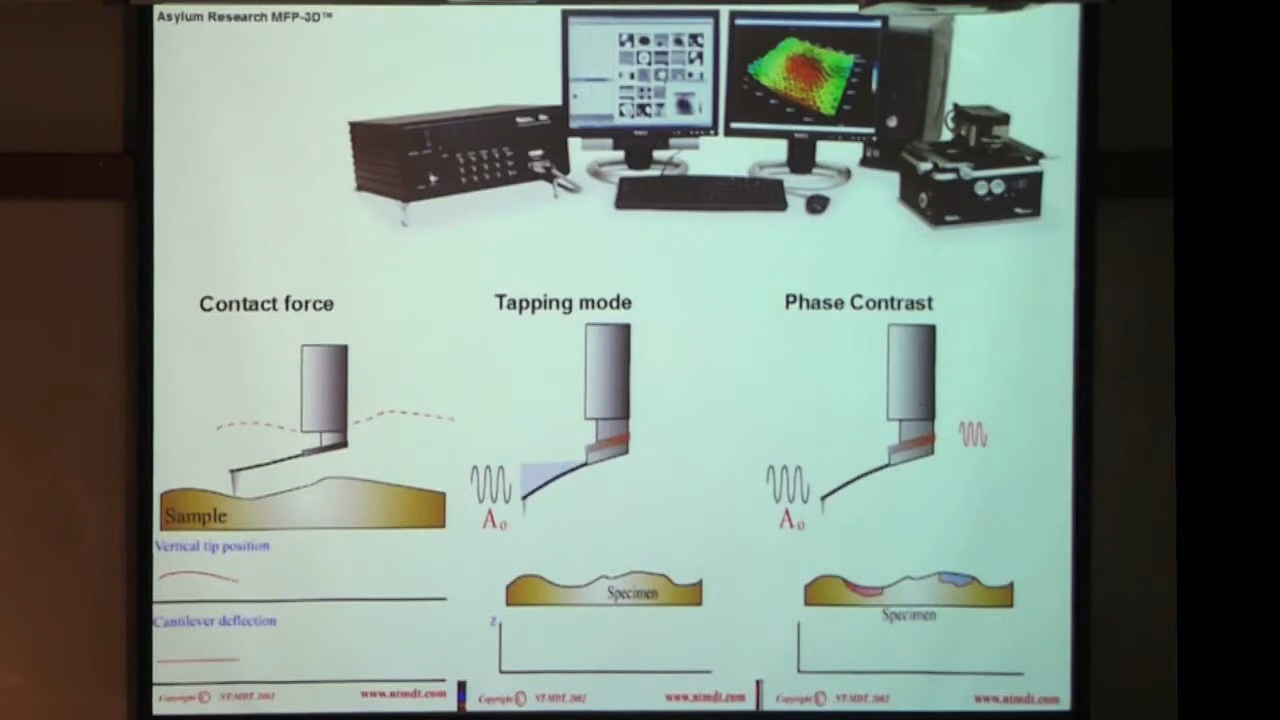 Asylum Research MFP-3D™
Contact force
Tapping mode
Phase Contrast
Sample
A₀
A₀
Vertical tip position
Specimen
Specimen
Cantilever deflection
z
Copyright © NT-MDT, 2002 www.ntmdt.com
Copyright © NT-MDT, 2002 www.ntmdt.com
Copyright © NT-MDT, 2002 www.ntmdt.com